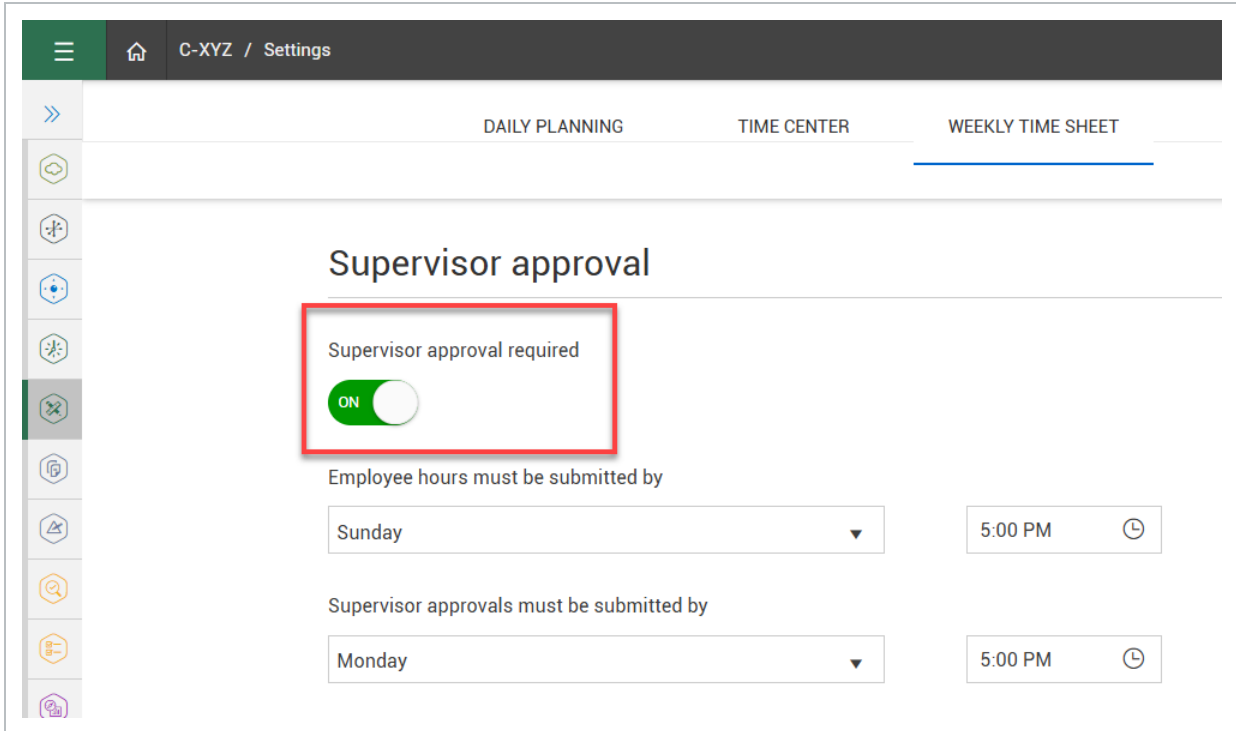 C-XYZ / Settings
DAILY PLANNING TIME CENTER WEEKLY TIME SHEET
Supervisor approval
Supervisor approval required
ON
Employee hours must be submitted by
Sunday 5:00 PM
Supervisor approvals must be submitted by
Monday 5:00 PM